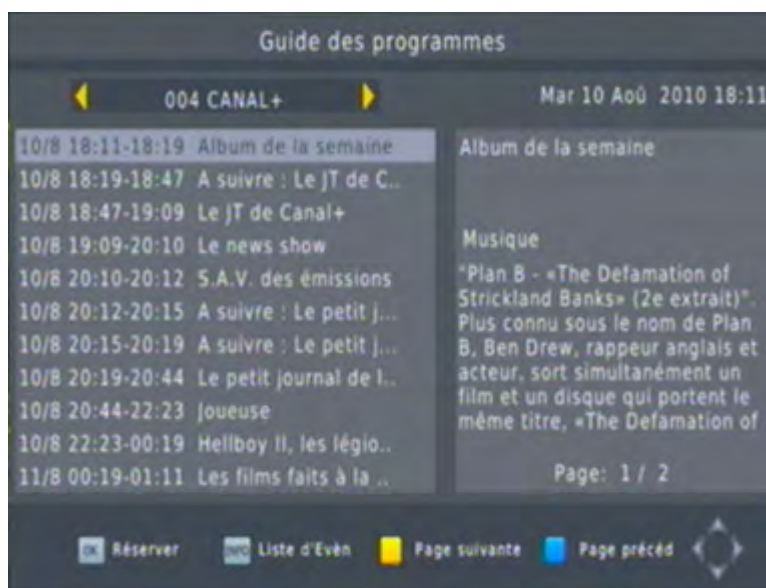 Guide des programmes
004 CANAL+
Mar 10 Aoû 2010 18:11
10/8 18:11-18:19 Album de la semaine
10/8 18:19-18:47 A suivre : Le JT de C..
10/8 18:47-19:09 Le JT de Canal+
10/8 19:09-20:10 Le news show
10/8 20:10-20:12 S.A.V. des émissions
10/8 20:12-20:15 A suivre : Le petit j...
10/8 20:15-20:19 A suivre : Le petit j...
10/8 20:19-20:44 Le petit journal de l..
10/8 20:44-22:23 Joueuse
10/8 22:23-00:19 Hellboy II, les légio..
11/8 00:19-01:11 Les films faits à la ..
Album de la semaine
Musique
"Plan B - «The Defamation of
Strickland Banks» (2e extrait)".
Plus connu sous le nom de Plan
B, Ben Drew, rappeur anglais et
acteur, sort simultanément un
film et un disque qui portent le
même titre, «The Defamation of
Page: 1 / 2
OK Réserver
INFO Liste d'Evèn
Page suivante
Page précéd